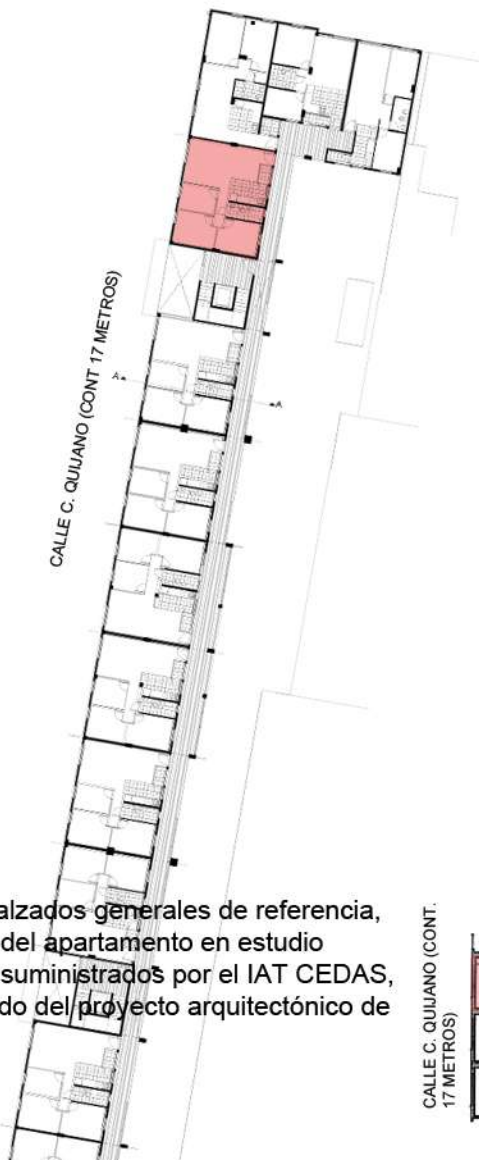 CALLE C. QUIJANO (CONT 17 METROS)
A
A
alzados generales de referencia,
del apartamento en estudio
suministrados por el IAT CEDAS,
do del proyecto arquitectónico de
CALLE C. QUIJANO (CONT.
17 METROS)